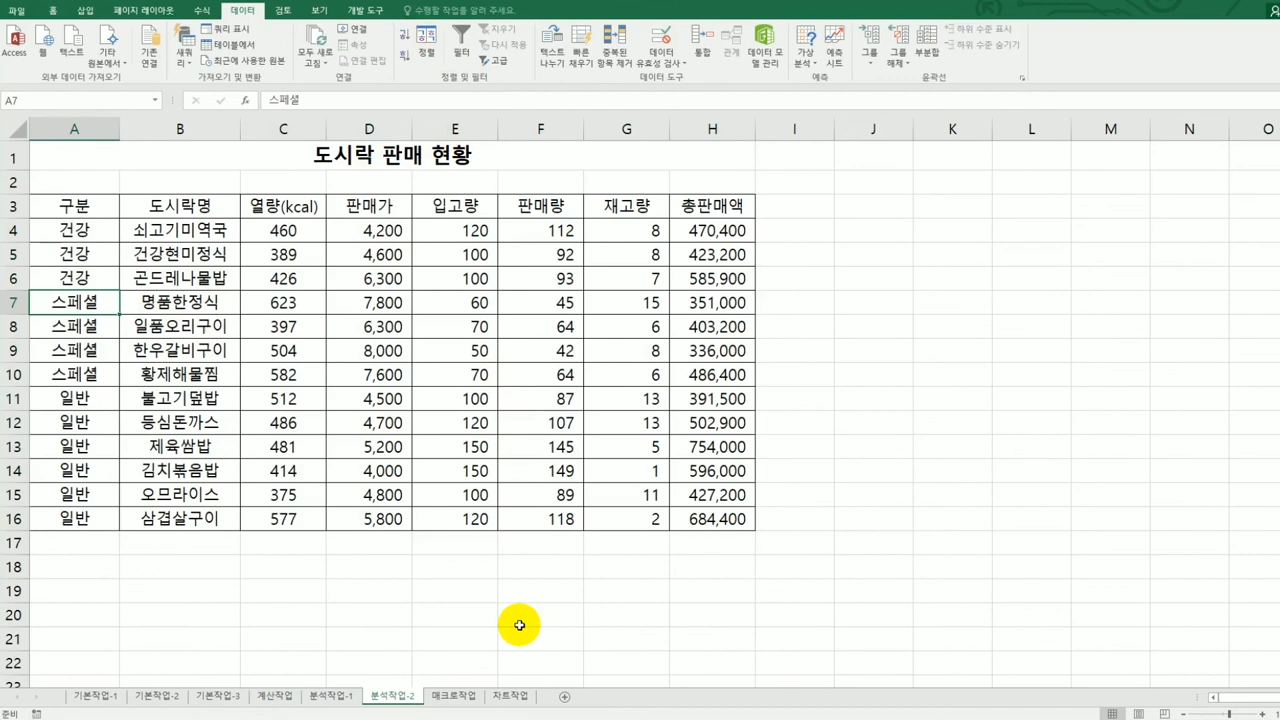 파일 홈 삽입 페이지 레이아웃 수식 데이터 검토 보기 개발 도구 수행할 작업을 알려 주세요.
Access 웹 텍스트 기타 원본에서 기존 연결 새쿼리 쿼리 표시 테이블에서 최근에 사용한 원본 모두 새로 고침 연결 속성 연결 편집 정렬 필터 지우기 다시 적용 고급 텍스트 나누기 빠른 채우기 중복된 항목 제거 데이터 유효성 검사 통합 관계 데이터 모델 관리 가상 분석 예측 시트 그룹 그룹 해제 부분합 하위 수준 표시 하위 수준 숨기기
외부 데이터 가져오기 가져오기 및 변환 연결 정렬 및 필터 데이터 도구 예측 윤곽선
A7 fx 스페셜
A B C D E F G H I J K L M N O
1 도시락 판매 현황
2
3 구분 도시락명 열량(kcal) 판매가 입고량 판매량 재고량 총판매액
4 건강 쇠고기미역국 460 4,200 120 112 8 470,400
5 건강 건강현미정식 389 4,600 100 92 8 423,200
6 건강 곤드레나물밥 426 6,300 100 93 7 585,900
7 스페셜 명품한정식 623 7,800 60 45 15 351,000
8 스페셜 일품오리구이 397 6,300 70 64 6 403,200
9 스페셜 한우갈비구이 504 8,000 50 42 8 336,000
10 스페셜 황제해물찜 582 7,600 70 64 6 486,400
11 일반 불고기덮밥 512 4,500 100 87 13 391,500
12 일반 등심돈까스 486 4,700 120 107 13 502,900
13 일반 제육쌈밥 481 5,200 150 145 5 754,000
14 일반 김치볶음밥 414 4,000 150 149 1 596,000
15 일반 오므라이스 375 4,800 100 89 11 427,200
16 일반 삼겹살구이 577 5,800 120 118 2 684,400
17
18
19
20
21
22
23
기본작업-1 기본작업-2 기본작업-3 계산작업 분석작업-1 분석작업-2 매크로작업 차트작업
준비